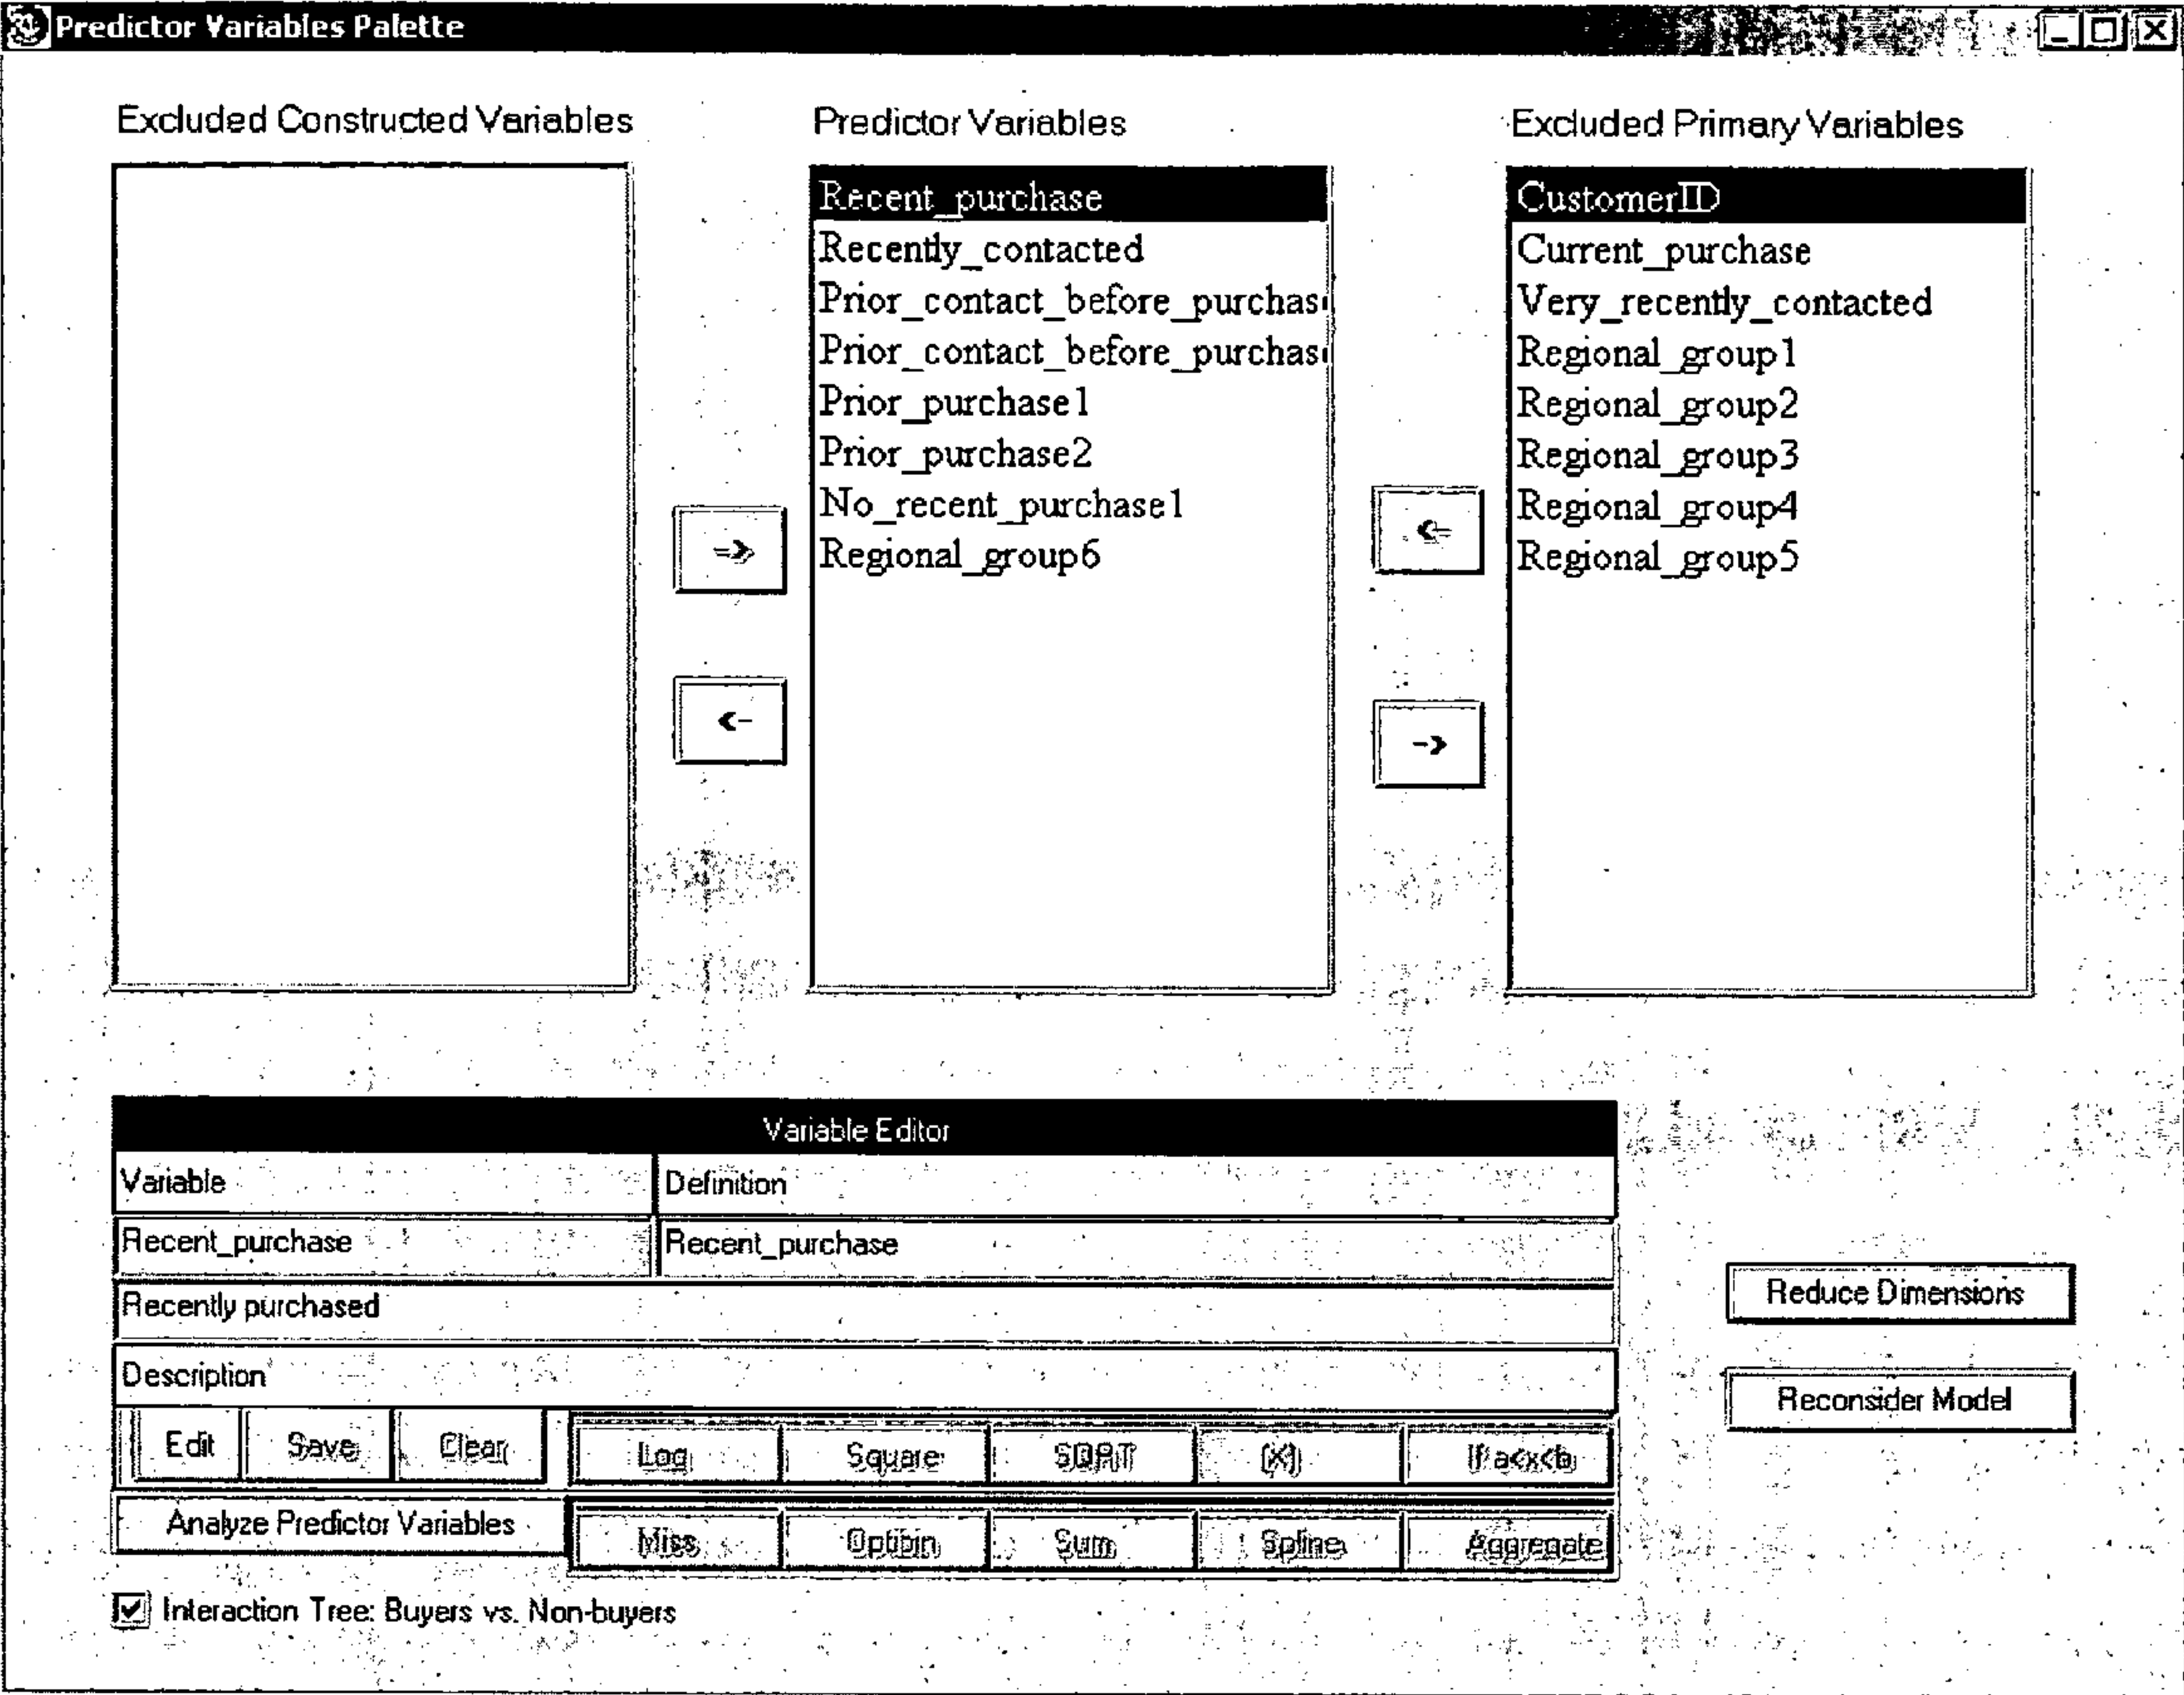 Predictor Variables Palette
Excluded Constructed Variables
Predictor Variables
Excluded Primary Variables
Recent_purchase
Recently_contacted
Prior_contact_before_purchas
Prior_contact_before_purchas
Prior_purchase1
Prior_purchase2
No_recent_purchase1
Regional_group6
CustomerID
Current_purchase
Very_recently_contacted
Regional_group1
Regional_group2
Regional_group3
Regional_group4
Regional_group5
=>
<=
<-
->
Variable Editor
Variable Definition
Recent_purchase Recent_purchase
Recently purchased
Description
Edit Save Clear Log Square SQRT (X) If a<x<b
Analyze Predictor Variables Miss Optibin Sum Spline Aggregate
Interaction Tree: Buyers vs. Non-buyers
Reduce Dimensions
Reconsider Model